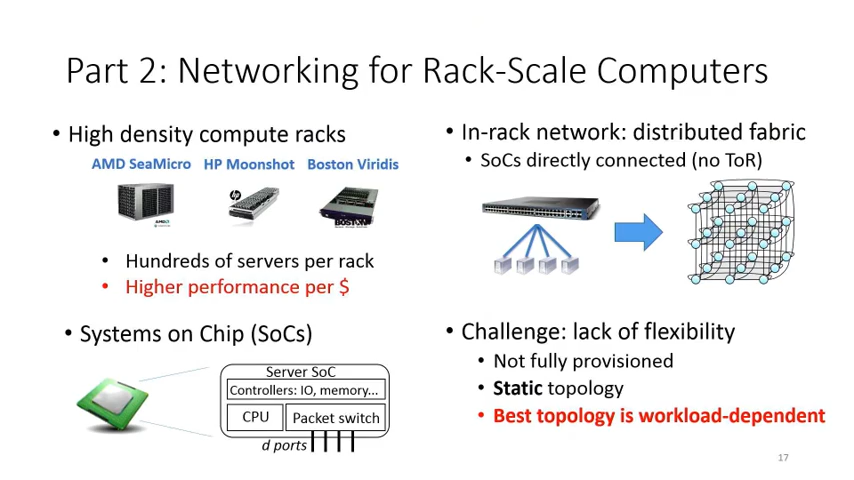 Part 2: Networking for Rack-Scale Computers
• High density compute racks
AMD SeaMicro HP Moonshot Boston Viridis
• Hundreds of servers per rack
• Higher performance per $
• Systems on Chip (SoCs)
Server SoC
Controllers: IO, memory...
CPU
Packet switch
d ports
• In-rack network: distributed fabric
• SoCs directly connected (no ToR)
• Challenge: lack of flexibility
• Not fully provisioned
• Static topology
• Best topology is workload-dependent
17